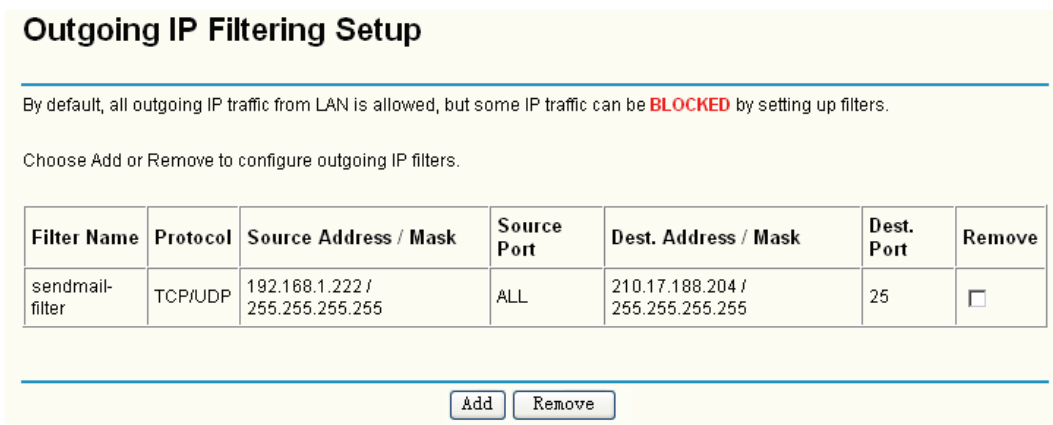 Outgoing IP Filtering Setup
By default, all outgoing IP traffic from LAN is allowed, but some IP traffic can be BLOCKED by setting up filters.
Choose Add or Remove to configure outgoing IP filters.
Filter Name Protocol Source Address / Mask Source Port Dest. Address / Mask Dest. Port Remove
sendmail-filter TCP/UDP 192.168.1.222 / 255.255.255.255 ALL 210.17.188.204 / 255.255.255.255 25
Add Remove